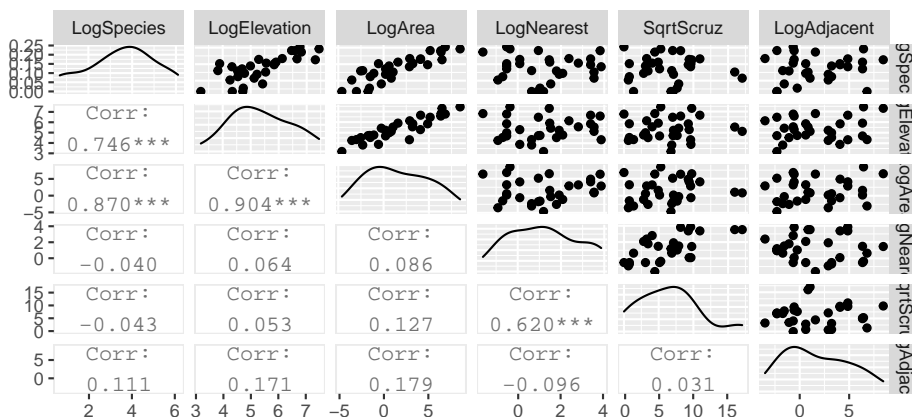 LogSpecies LogElevation LogArea LogNearest SqrtScruz LogAdjacent
0.25
0.20
0.15
0.10
0.05
0.00
gSpec
Corr:
0.746***
7
6
5
4
3
gElevat
Corr: Corr:
0.870*** 0.904***
5
0
−5
ogAre
Corr: Corr: Corr:
−0.040 0.064 0.086
4
2
0
gNeare
Corr: Corr: Corr: Corr:
−0.043 0.053 0.127 0.620***
15
10
5
0
qrtScru
Corr: Corr: Corr: Corr: Corr:
0.111 0.171 0.179 −0.096 0.031
5
0
gAdjac
2 4 6 3 4 5 6 7 −5 0 5 0 2 4 0 5 10 15 0 5